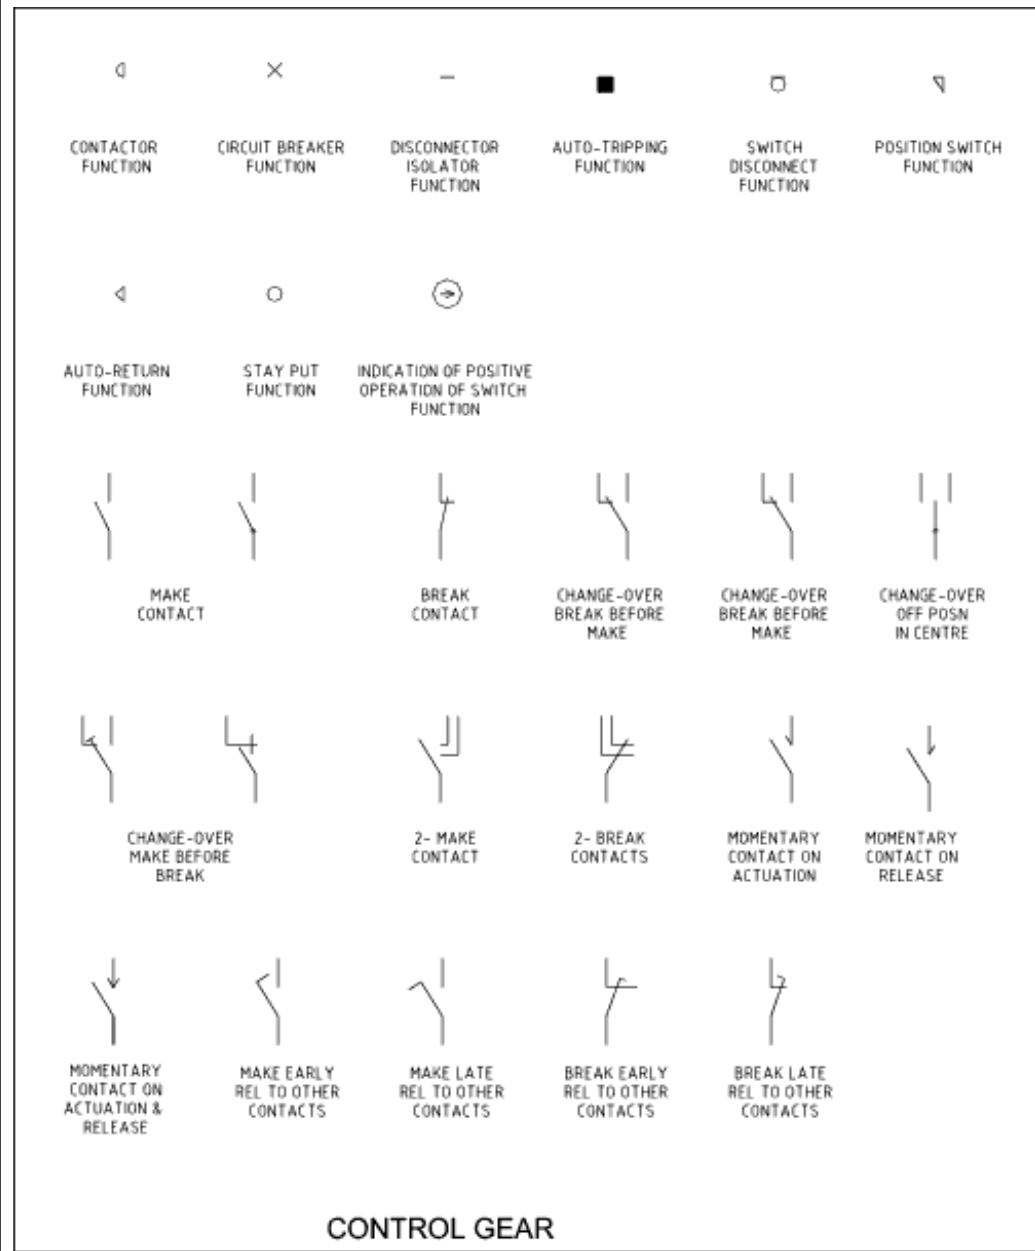 CONTACTOR
FUNCTION
CIRCUIT BREAKER
FUNCTION
DISCONNECTOR
ISOLATOR
FUNCTION
AUTO-TRIPPING
FUNCTION
SWITCH
DISCONNECT
FUNCTION
POSITION SWITCH
FUNCTION
AUTO-RETURN
FUNCTION
STAY PUT
FUNCTION
INDICATION OF POSITIVE
OPERATION OF SWITCH
FUNCTION
MAKE
CONTACT
BREAK
CONTACT
CHANGE-OVER
BREAK BEFORE
MAKE
CHANGE-OVER
BREAK BEFORE
MAKE
CHANGE-OVER
OFF POSN
IN CENTRE
CHANGE-OVER
MAKE BEFORE
BREAK
2- MAKE
CONTACT
2- BREAK
CONTACTS
MOMENTARY
CONTACT ON
ACTUATION
MOMENTARY
CONTACT ON
RELEASE
MOMENTARY
CONTACT ON
ACTUATION &
RELEASE
MAKE EARLY
REL TO OTHER
CONTACTS
MAKE LATE
REL TO OTHER
CONTACTS
BREAK EARLY
REL TO OTHER
CONTACTS
BREAK LATE
REL TO OTHER
CONTACTS
CONTROL GEAR